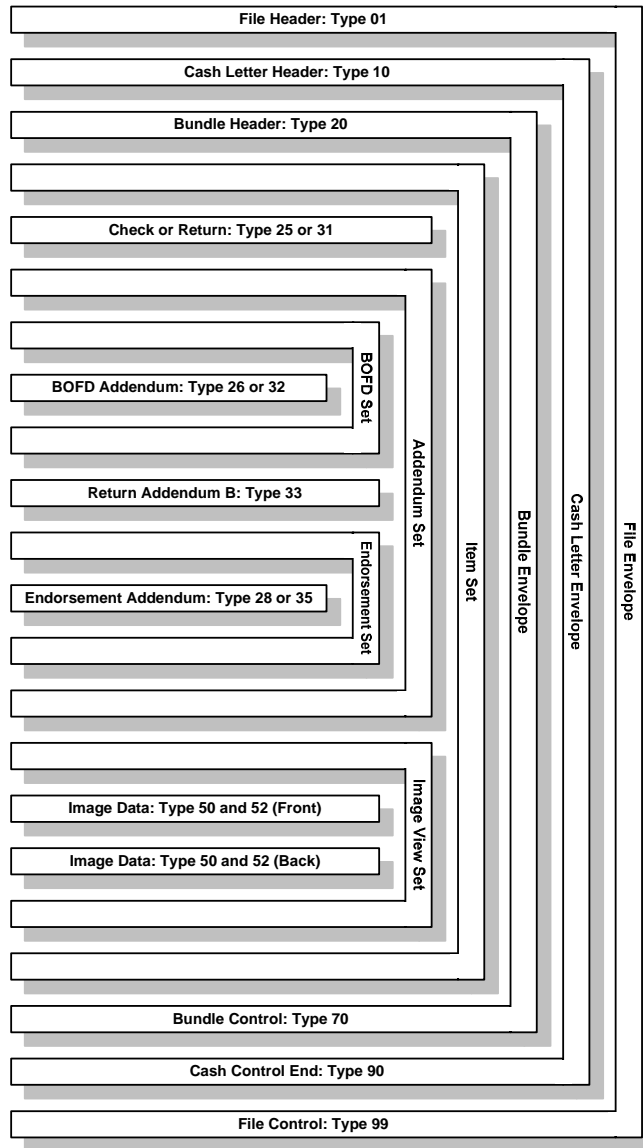 File Header: Type 01
Cash Letter Header: Type 10
Bundle Header: Type 20
Check or Return: Type 25 or 31
BOFD Addendum: Type 26 or 32
BOFD Set
Return Addendum B: Type 33
Endorsement Addendum: Type 28 or 35
Endorsement Set
Addendum Set
Image Data: Type 50 and 52 (Front)
Image Data: Type 50 and 52 (Back)
Image View Set
Item Set
Bundle Envelope
Cash Letter Envelope
File Envelope
Bundle Control: Type 70
Cash Control End: Type 90
File Control: Type 99